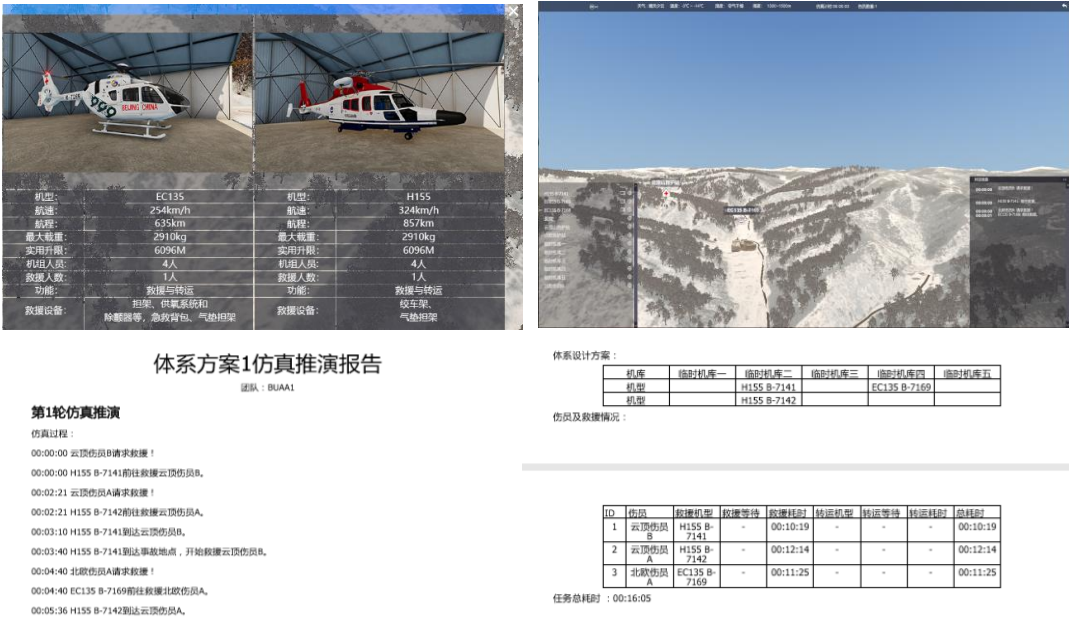 机型: EC135 机型: H155
航速: 254km/h 航速: 324km/h
航程: 635km 航程: 857km
最大载重: 2910kg 最大载重: 2910kg
实用升限: 6096M 实用升限: 6096M
机组人员: 4人 机组人员: 4人
救援人数: 1人 救援人数: 1人
功能: 救援与转运 功能: 救援与转运
救援设备: 担架、供氧系统和 救援设备: 绞车架、
除颤器等，急救背包、气垫担架 气垫担架
999 BEIJING CHINA
EC135 B-7169
体系方案1仿真推演报告
团队：BUAA1
第1轮仿真推演
仿真过程：
00:00:00 云顶伤员B请求救援！
00:00:00 H155 B-7141前往救援云顶伤员B。
00:02:21 云顶伤员A请求救援！
00:02:21 H155 B-7142前往救援云顶伤员A。
00:03:10 H155 B-7141到达云顶伤员B。
00:03:40 H155 B-7141到达事故地点，开始救援云顶伤员B。
00:04:40 北欧伤员A请求救援！
00:04:40 EC135 B-7169前往救援北欧伤员A。
00:05:36 H155 B-7142到达云顶伤员A。
体系设计方案：
机库 临时机库一 临时机库二 临时机库三 临时机库四 临时机库五
机型 H155 B-7141 EC135 B-7169
机型 H155 B-7142
伤员及救援情况：
ID 伤员 救援机型 救援等待 救援耗时 转运机型 转运等待 转运耗时 总耗时
1 云顶伤员B H155 B-7141 - 00:10:19 - - - 00:10:19
2 云顶伤员A H155 B-7142 - 00:12:14 - - - 00:12:14
3 北欧伤员A EC135 B-7169 - 00:11:25 - - - 00:11:25
任务总耗时 ：00:16:05